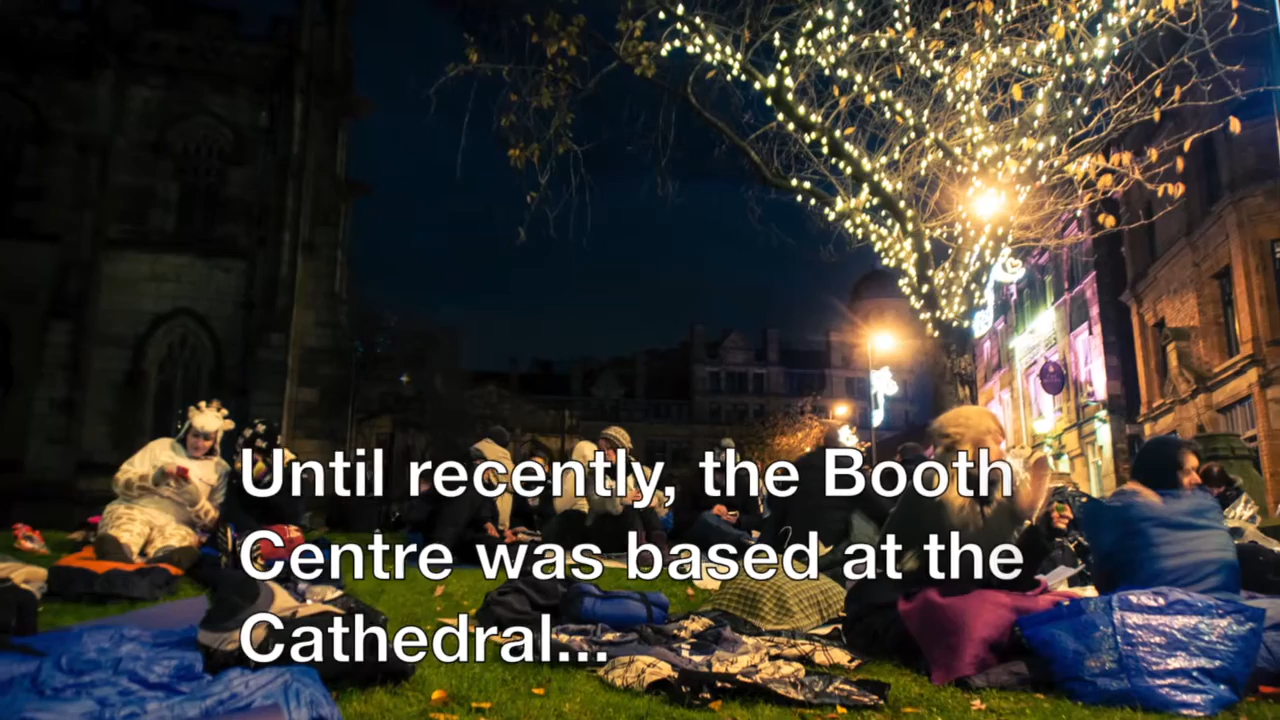 Until recently, the Booth
Centre was based at the
Cathedral...